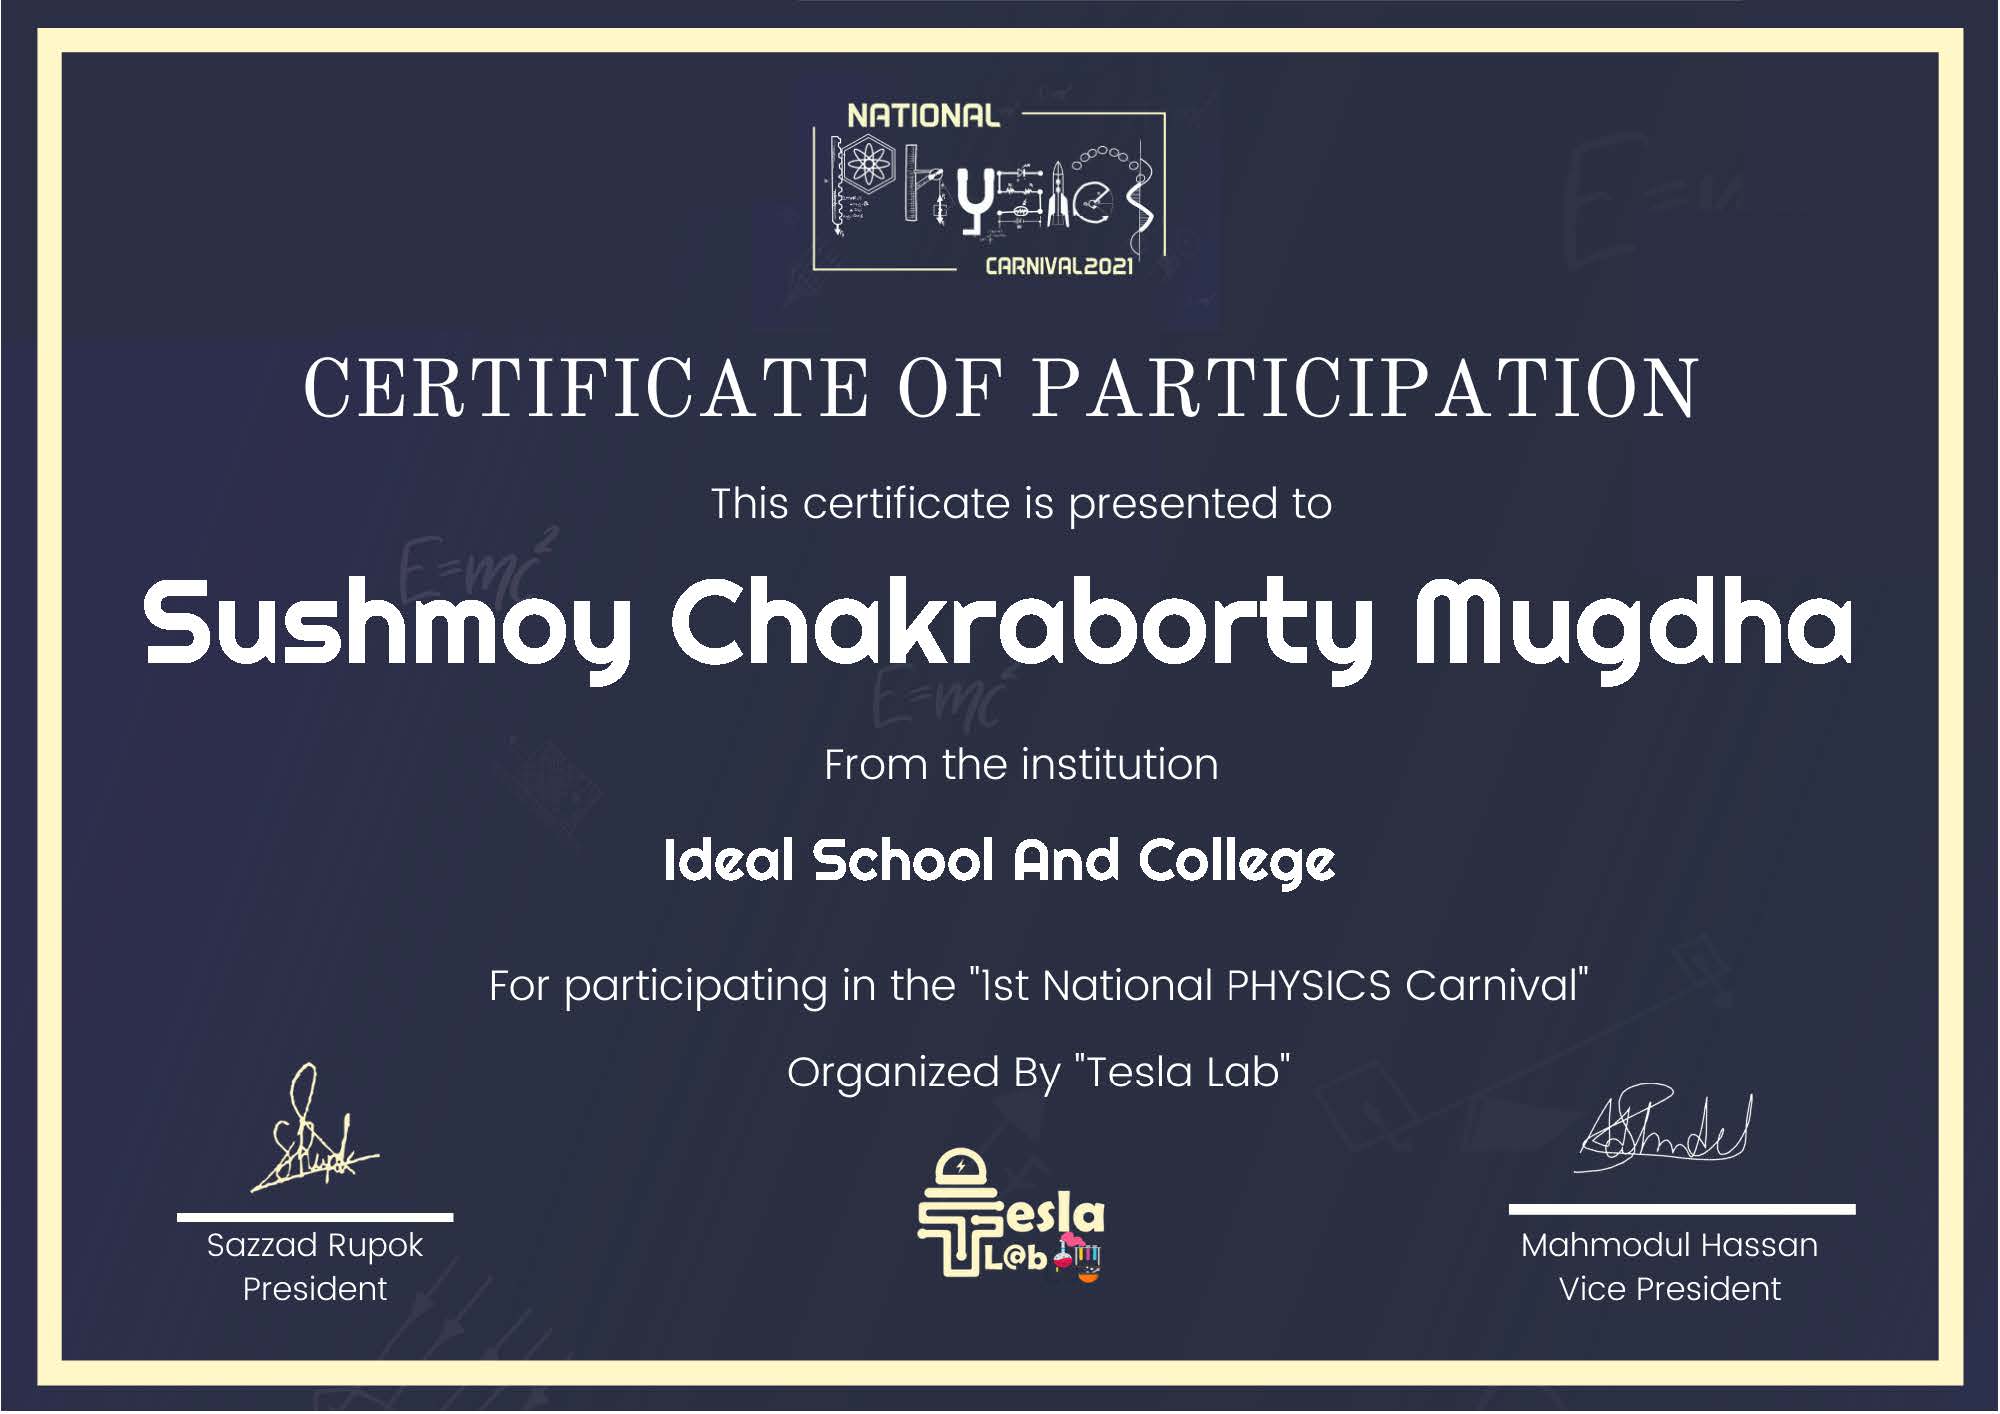 NATIONAL
Physics
CARNIVAL2021
CERTIFICATE OF PARTICIPATION
This certificate is presented to
E=mc²
Sushmoy Chakraborty Mugdha
E=mc²
From the institution
Ideal School And College
For participating in the "1st National PHYSICS Carnival"
Organized By "Tesla Lab"
Tesla
L@b
Sazzad Rupok
President
Mahmodul Hassan
Vice President